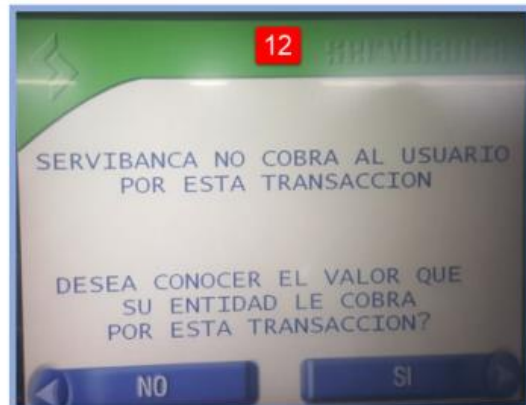 12
servibanca
SERVIBANCA NO COBRA AL USUARIO
POR ESTA TRANSACCION
DESEA CONOCER EL VALOR QUE
SU ENTIDAD LE COBRA
POR ESTA TRANSACCION?
NO
SI